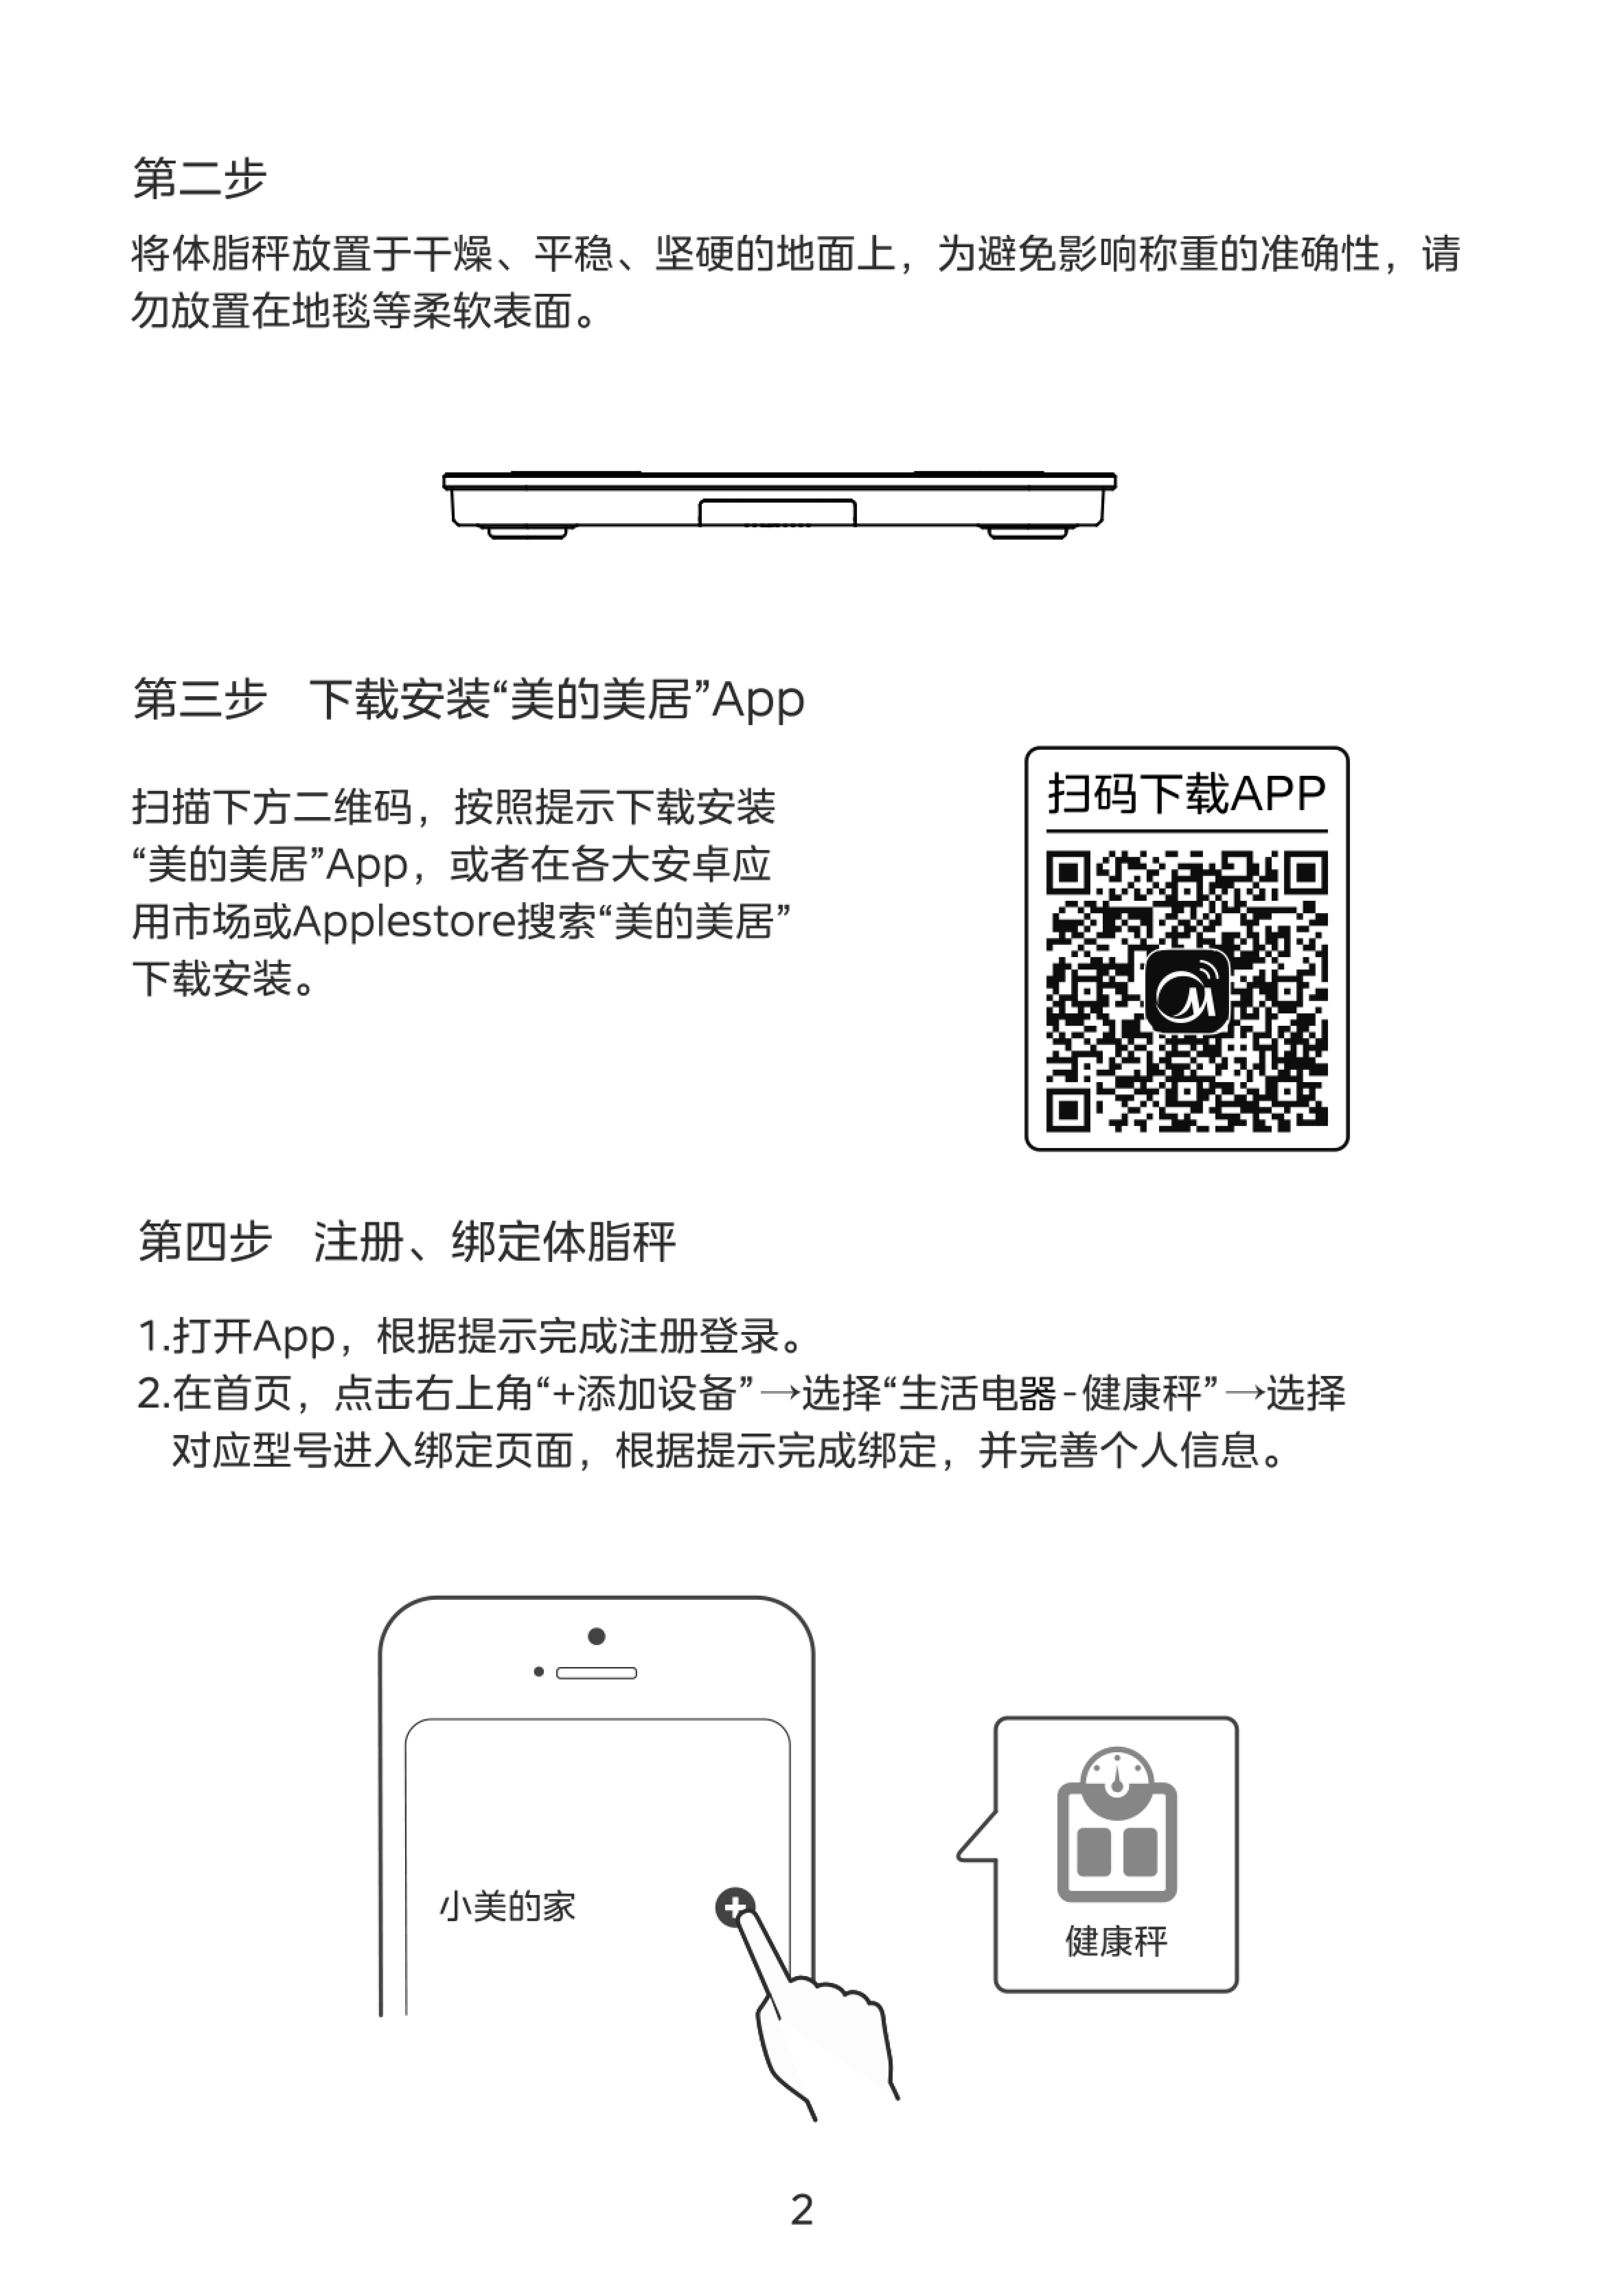 第二步
将体脂秤放置于干燥、平稳、坚硬的地面上，为避免影响称重的准确性，请
勿放置在地毯等柔软表面。
第三步 下载安装“美的美居”App
扫描下方二维码，按照提示下载安装
“美的美居”App，或者在各大安卓应
用市场或Applestore搜索“美的美居”
下载安装。
扫码下载APP
第四步 注册、绑定体脂秤
1.打开App，根据提示完成注册登录。
2.在首页，点击右上角“+添加设备”→选择“生活电器-健康秤”→选择
对应型号进入绑定页面，根据提示完成绑定，并完善个人信息。
小美的家
健康秤
2